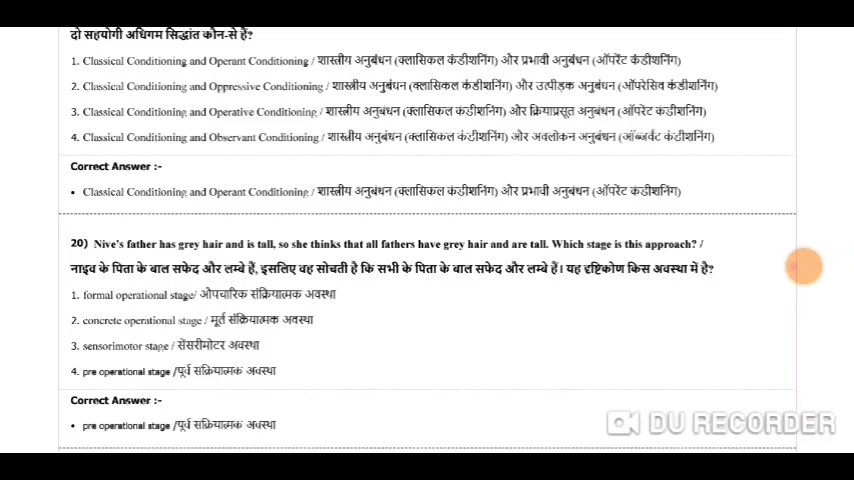 दो सहयोगी अधिगम सिद्धांत कौन-से हैं?
1. Classical Conditioning and Operant Conditioning / शास्त्रीय अनुबंधन (क्लासिकल कंडीशनिंग) और प्रभावी अनुबंधन (ऑपरेंट कंडीशनिंग)
2. Classical Conditioning and Oppressive Conditioning / शास्त्रीय अनुबंधन (क्लासिकल कंडीशनिंग) और उत्पीड़क अनुबंधन (ऑपरेसिव कंडीशनिंग)
3. Classical Conditioning and Operative Conditioning / शास्त्रीय अनुबंधन (क्लासिकल कंडीशनिंग) और क्रियाप्रसूत अनुबंधन (ऑपरेट कंडीशनिंग)
4. Classical Conditioning and Observant Conditioning / शास्त्रीय अनुबंधन (क्लासिकल कंटीशनिंग) और अवलोकन अनुबंधन (ऑब्जर्वेंट कंडीशनिंग)
Correct Answer :-
• Classical Conditioning and Operant Conditioning / शास्त्रीय अनुबंधन (क्लासिकल कंडीशनिंग) और प्रभावी अनुबंधन (ऑपरेंट कंडीशनिंग)
20) Nive's father has grey hair and is tall, so she thinks that all fathers have grey hair and are tall. Which stage is this approach? /
नाइव के पिता के बाल सफेद और लम्बे हैं, इसलिए वह सोचती है कि सभी के पिता के बाल सफेद और लम्बे हैं। यह दृष्टिकोण किस अवस्था में है?
1. formal operational stage/ ओपचारिक संक्रियात्मक अवस्था
2. concrete operational stage / मूर्त संक्रियात्मक अवस्था
3. sensorimotor stage / सेंसरीमोटर अवस्था
4. pre operational stage /पूर्व सक्रियात्मक अवस्था
Correct Answer :-
• pre operational stage /पूर्व सक्रियात्मक अवस्था
DU RECORDER